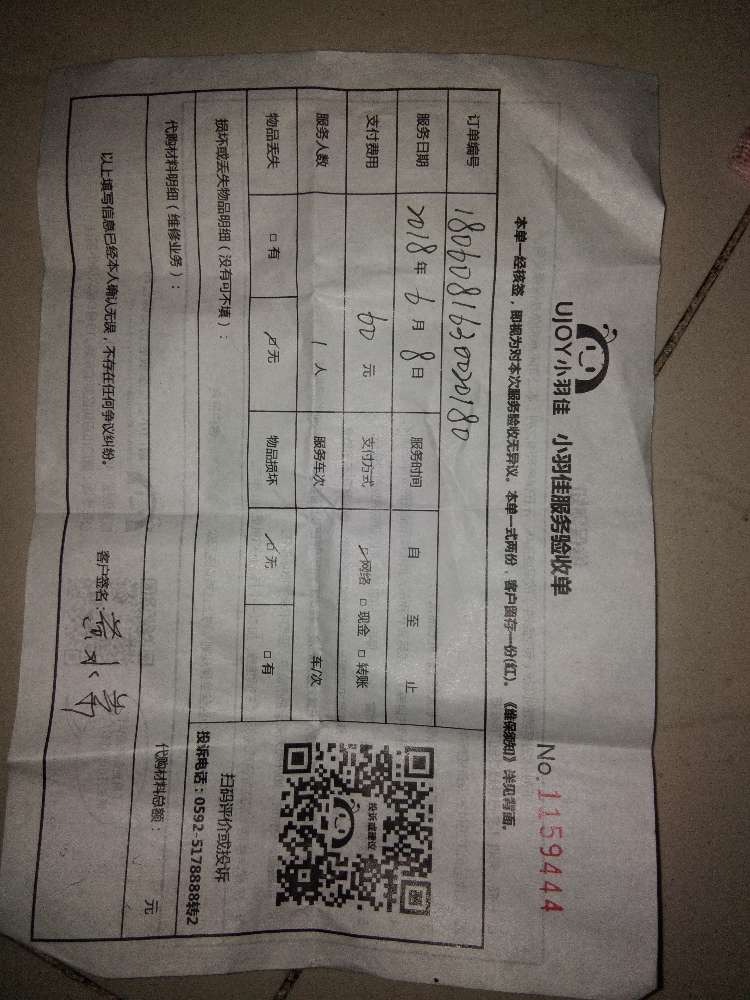 UJOY小羽佳 小羽佳服务验收单
No. 1159444
本单一经核签，即视为对本次服务验收无异议。本单一式两份，客户留存一份(红)。《维保须知》详见背面。
订单编号 1806081630020180
服务日期 2018年6月8日 服务时间 自 至 止
支付费用 60元 支付方式 ☑网络 □现金 □转账
服务人数 1人 服务车次 车/次
物品丢失 □有 ☑无 物品损坏 ☑无 □有
投诉或建议
扫码评价或投诉
投诉电话：0592-5178888转2
损坏或丢失物品明细（没有可不填）：
代购材料明细（维修业务）： 代购材料总额： 元
以上填写信息已经本人确认无误，不存在任何争议纠纷。 客户签名：